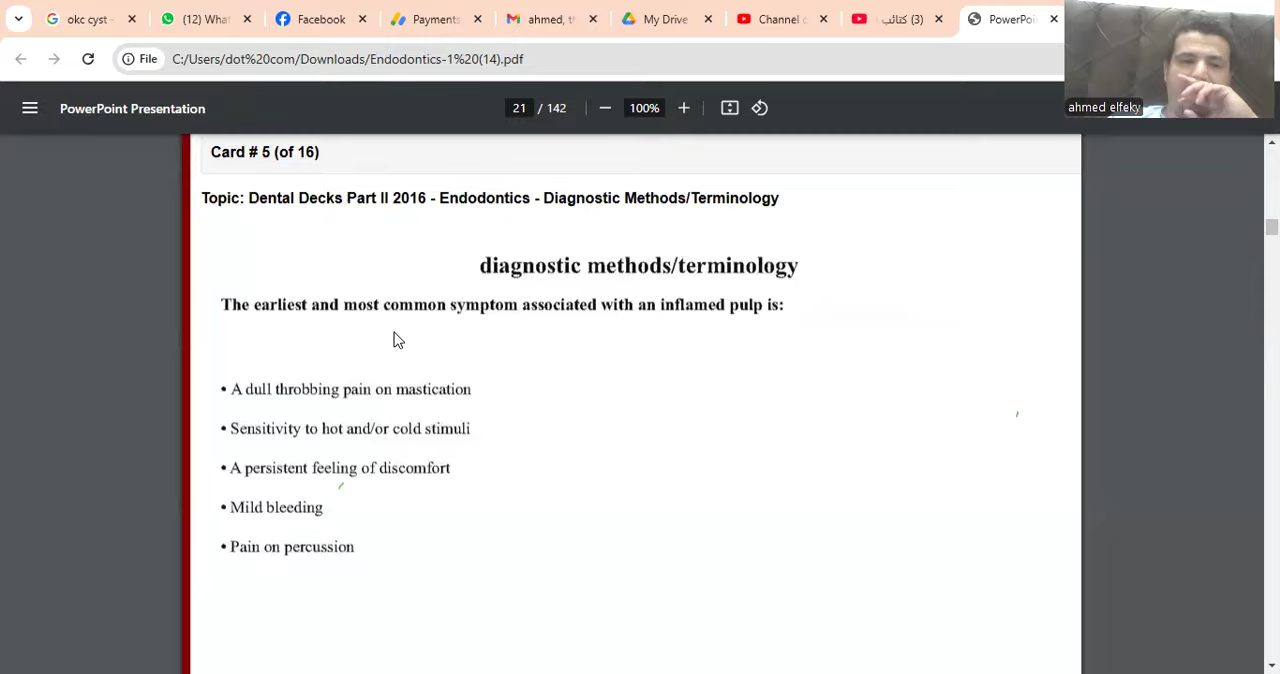 okc cyst -
(12) What
Facebook
Payments
ahmed, t
My Drive
Channel
(3) كتائب
PowerPoi
File
C:/Users/dot%20com/Downloads/Endodontics-1%20(14).pdf
PowerPoint Presentation
21 / 142
100%
ahmed elfeky
Card # 5 (of 16)
Topic: Dental Decks Part II 2016 - Endodontics - Diagnostic Methods/Terminology
diagnostic methods/terminology
The earliest and most common symptom associated with an inflamed pulp is:
• A dull throbbing pain on mastication
• Sensitivity to hot and/or cold stimuli
• A persistent feeling of discomfort
• Mild bleeding
• Pain on percussion